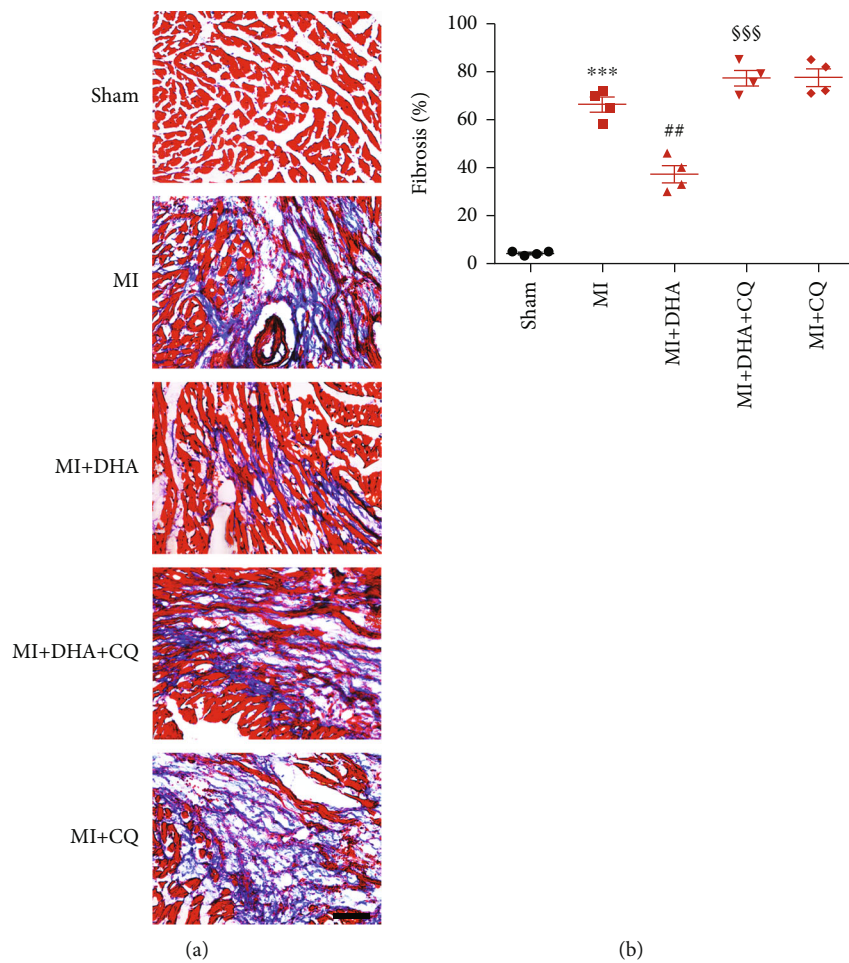 Sham
MI
MI+DHA
MI+DHA+CQ
MI+CQ
(a)
Fibrosis (%)
100
80
60
40
20
0
***
##
§§§
Sham
MI
MI+DHA
MI+DHA+CQ
MI+CQ
(b)